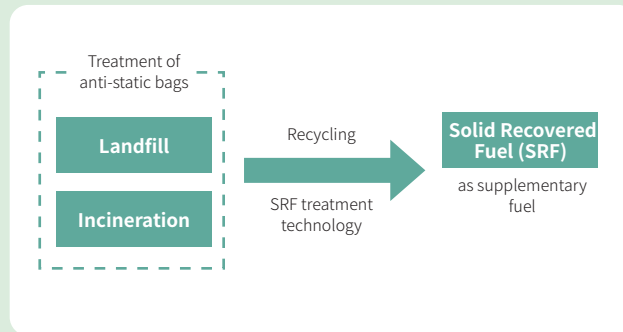 Treatment of
anti-static bags
Landfill
Incineration
Recycling
SRF treatment
technology
Solid Recovered
Fuel (SRF)
as supplementary
fuel